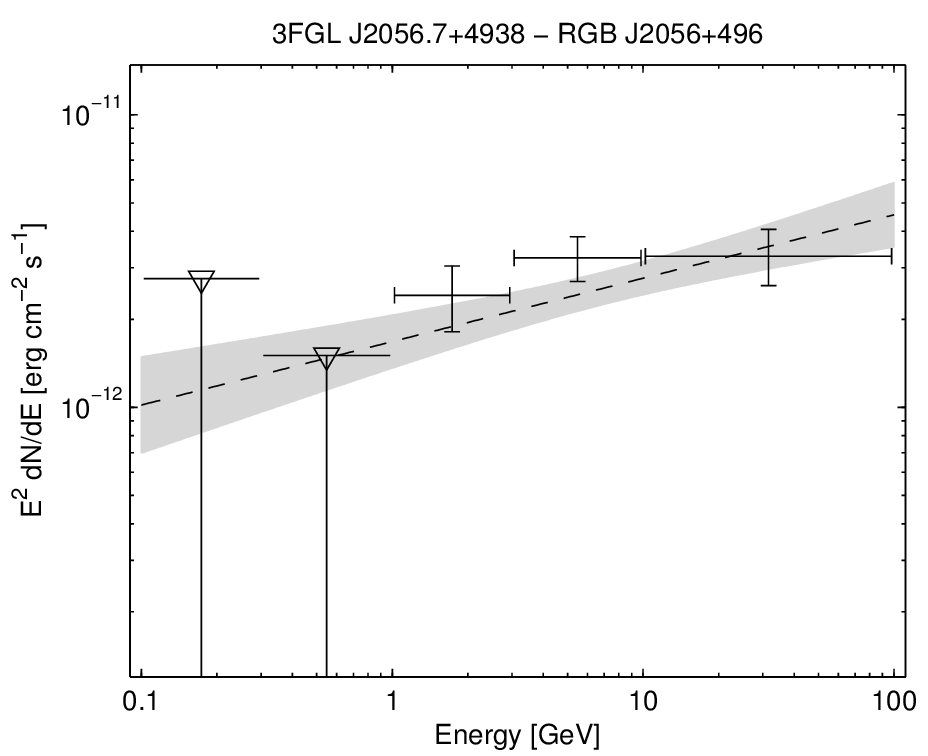 3FGL J2056.7+4938 − RGB J2056+496
10⁻¹¹
10⁻¹²
E² dN/dE [erg cm⁻² s⁻¹]
0.1 1 10 100
Energy [GeV]